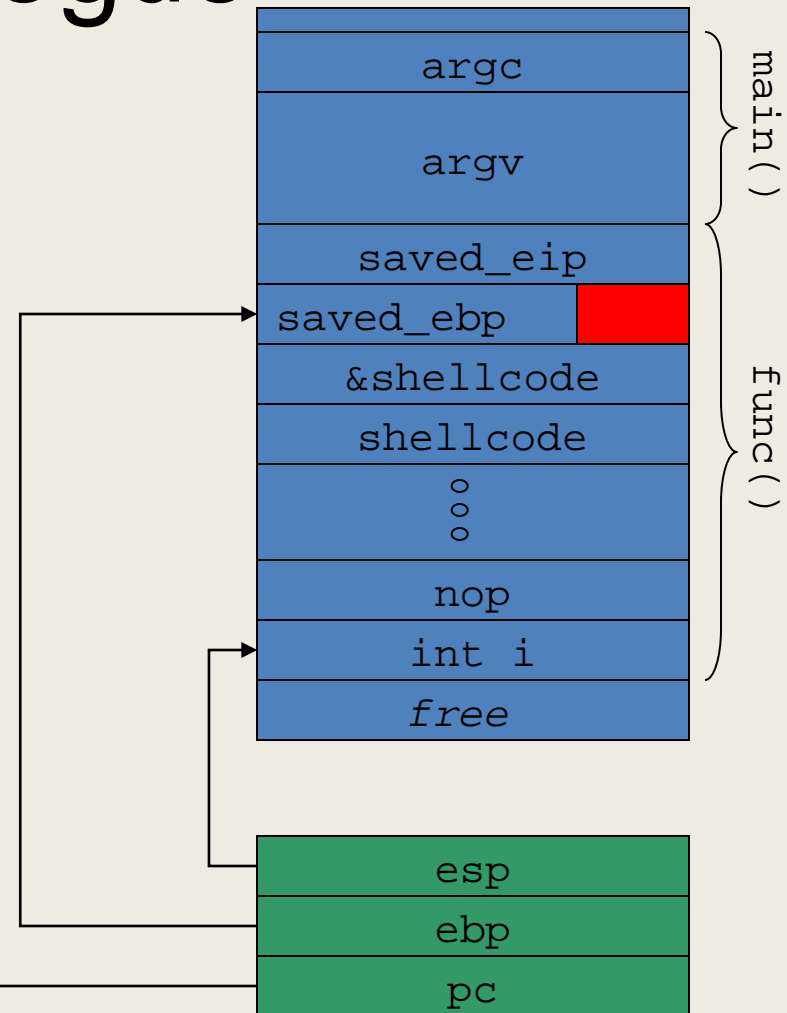 argc
main()
argv
saved_eip
saved_ebp
&shellcode
func()
shellcode
nop
int i
free
esp
ebp
pc